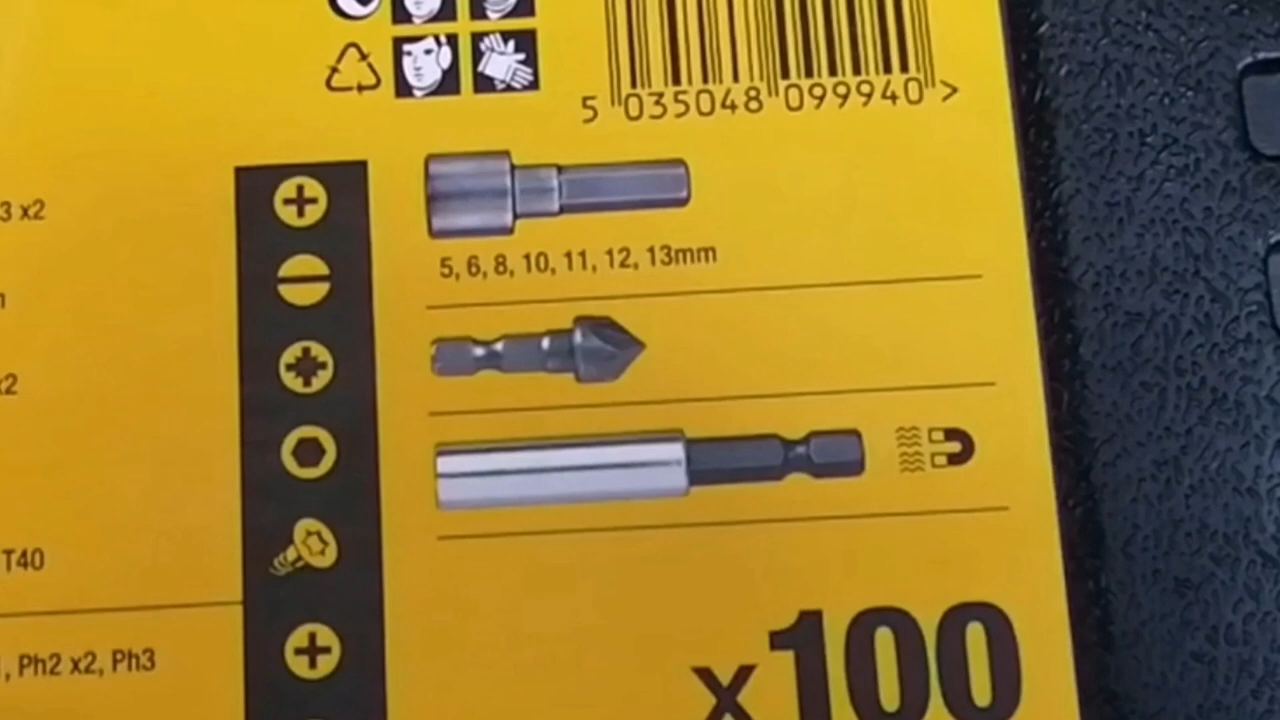 5 035048 099940 >
3 x2
5, 6, 8, 10, 11, 12, 13mm
x2
T40
, Ph2 x2, Ph3
x100